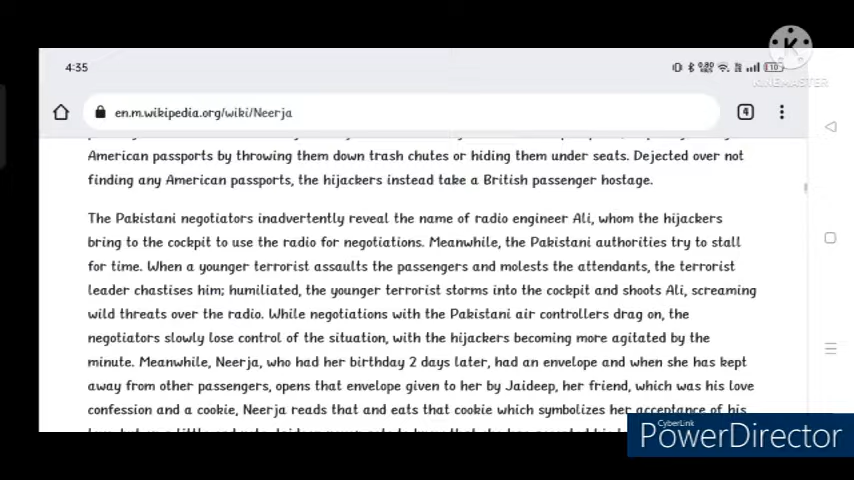 4:35
10
KINEMASTER
en.m.wikipedia.org/wiki/Neerja
4
American passports by throwing them down trash chutes or hiding them under seats. Dejected over not
finding any American passports, the hijackers instead take a British passenger hostage.
The Pakistani negotiators inadvertently reveal the name of radio engineer Ali, whom the hijackers
bring to the cockpit to use the radio for negotiations. Meanwhile, the Pakistani authorities try to stall
for time. When a younger terrorist assaults the passengers and molests the attendants, the terrorist
leader chastises him; humiliated, the younger terrorist storms into the cockpit and shoots Ali, screaming
wild threats over the radio. While negotiations with the Pakistani air controllers drag on, the
negotiators slowly lose control of the situation, with the hijackers becoming more agitated by the
minute. Meanwhile, Neerja, who had her birthday 2 days later, had an envelope and when she has kept
away from other passengers, opens that envelope given to her by Jaideep, her friend, which was his love
confession and a cookie, Neerja reads that and eats that cookie which symbolizes her acceptance of his
CyberLink
PowerDirector